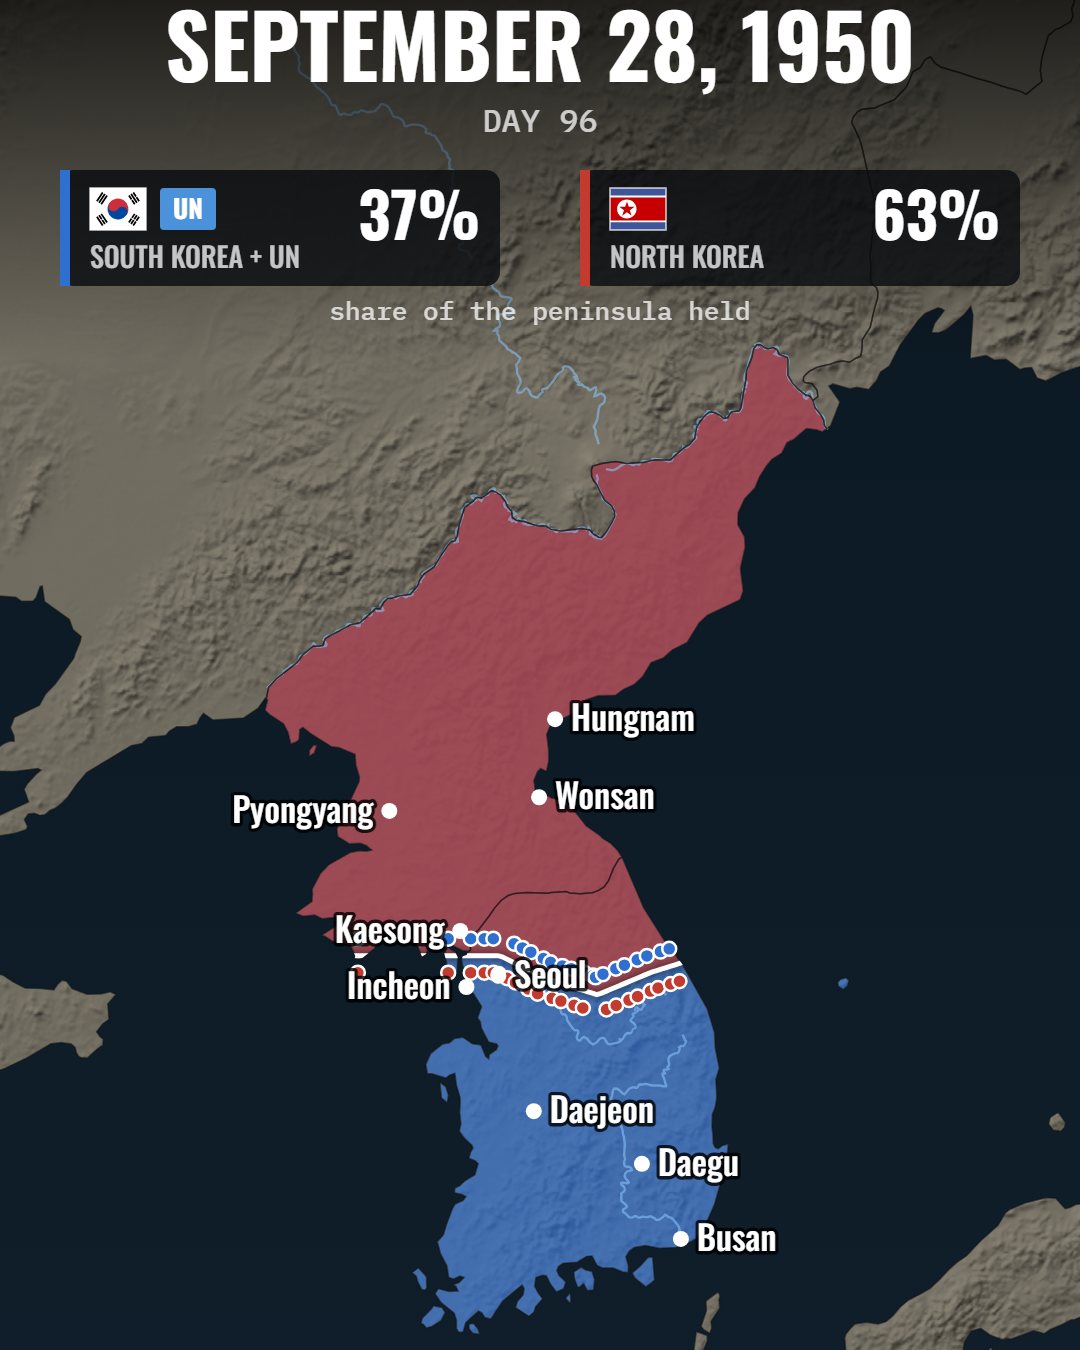 SEPTEMBER 28, 1950
DAY 96
UN
37%
SOUTH KOREA + UN
63%
NORTH KOREA
share of the peninsula held
Hungnam
Wonsan
Pyongyang
Kaesong
Seoul
Incheon
Daejeon
Daegu
Busan